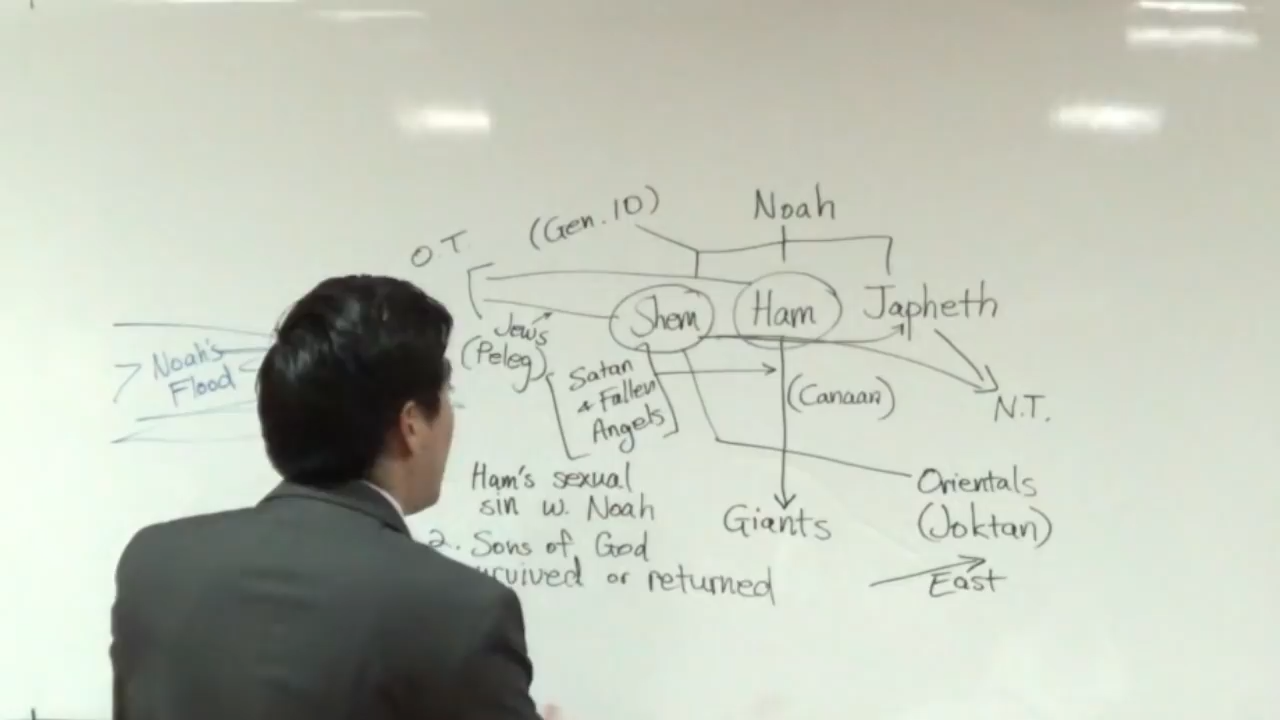 Noah
(Gen. 10)
O.T.
Shem
Ham
Japheth
Jews
(Peleg)
Noah's
Flood
Satan
& Fallen
Angels
(Canaan)
N.T.
Ham's sexual
sin w. Noah
Giants
Orientals
(Joktan)
2. Sons of God
or returned
East